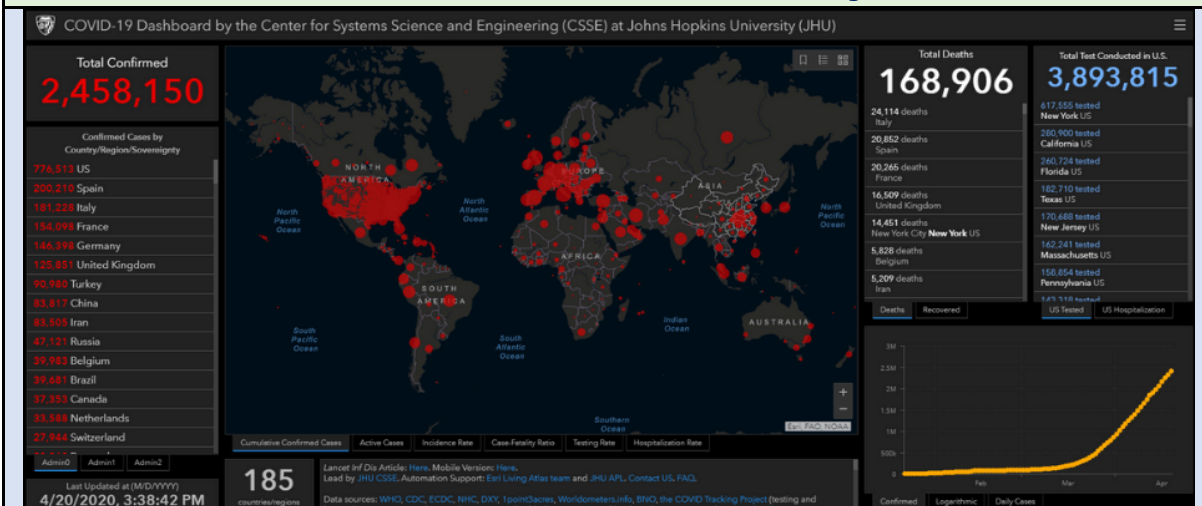 COVID-19 Dashboard by the Center for Systems Science and Engineering (CSSE) at Johns Hopkins University (JHU)
Total Confirmed
2,458,150
Confirmed Cases by
Country/Region/Sovereignty
776,513 US
200,210 Spain
181,228 Italy
154,098 France
146,398 Germany
125,851 United Kingdom
90,980 Turkey
83,817 China
83,505 Iran
47,121 Russia
39,983 Belgium
39,681 Brazil
37,353 Canada
33,588 Netherlands
27,944 Switzerland
Admin0
Admin1
Admin2
Last Updated at (M/D/YYYY)
4/20/2020, 3:38:42 PM
NORTH
AMERICA
EUROPE
ASIA
North
Pacific
Ocean
North
Atlantic
Ocean
North
Pacific
Ocean
AFRICA
SOUTH
AMERICA
Indian
Ocean
AUSTRALIA
South
Pacific
Ocean
South
Atlantic
Ocean
Southern
Ocean
+
−
Esri, FAO, NOAA
Cumulative Confirmed Cases
Active Cases
Incidence Rate
Case-Fatality Ratio
Testing Rate
Hospitalization Rate
185
countries/regions
Lancet Inf Dis Article: Here. Mobile Version: Here.
Lead by JHU CSSE. Automation Support: Esri Living Atlas team and JHU APL. Contact US. FAQ.
Data sources: WHO, CDC, ECDC, NHC, DXY, 1point3acres, Worldometers.info, BNO, the COVID Tracking Project (testing and
Total Deaths
168,906
24,114 deaths
Italy
20,852 deaths
Spain
20,265 deaths
France
16,509 deaths
United Kingdom
14,451 deaths
New York City New York US
5,828 deaths
Belgium
5,209 deaths
Iran
Deaths
Recovered
Total Test Conducted in U.S.
3,893,815
617,555 tested
New York US
280,900 tested
California US
260,724 tested
Florida US
182,710 tested
Texas US
170,688 tested
New Jersey US
162,241 tested
Massachusetts US
158,854 tested
Pennsylvania US
143,318 tested
US Tested
US Hospitalization
3M
2.5M
2M
1.5M
1M
500k
0
Feb
Mar
Apr
Confirmed
Logarithmic
Daily Cases